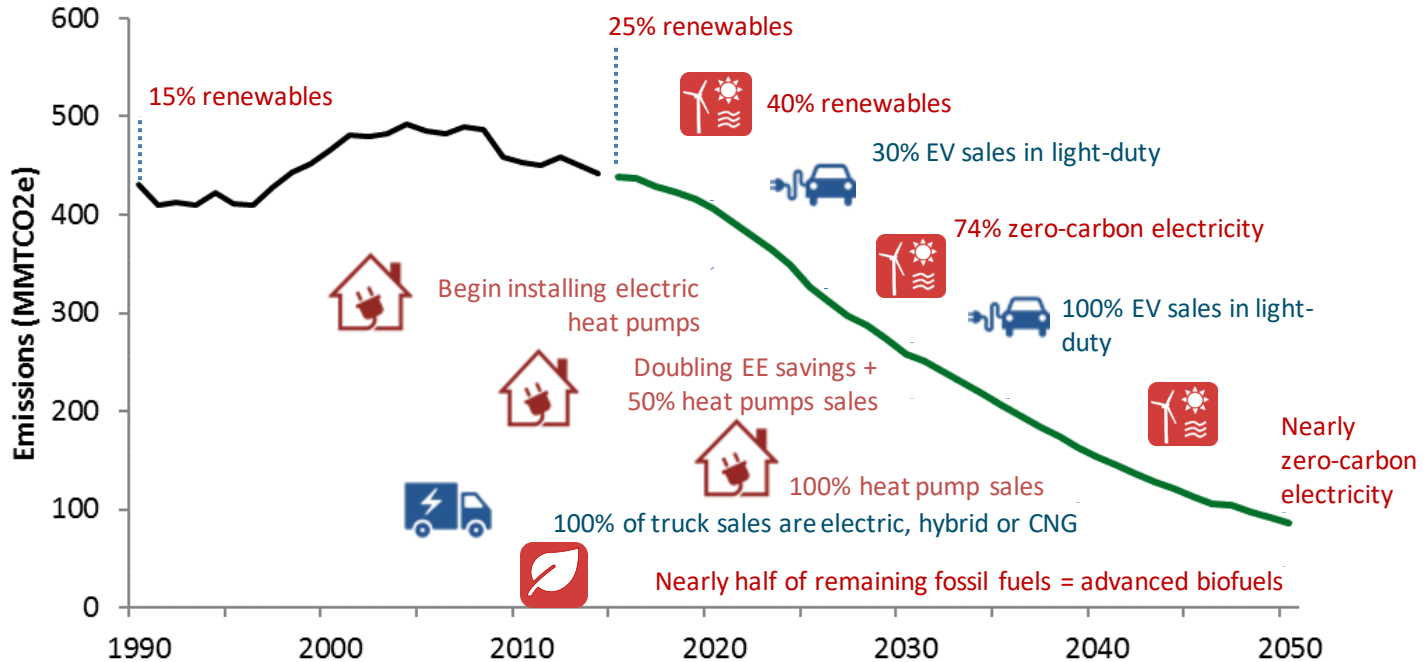 600
25% renewables
15% renewables
500
40% renewables
30% EV sales in light-duty
400
74% zero-carbon electricity
Begin installing electric
heat pumps
300
100% EV sales in light-
duty
Doubling EE savings +
50% heat pumps sales
200
Nearly
zero-carbon
electricity
100% heat pump sales
100
100% of truck sales are electric, hybrid or CNG
Nearly half of remaining fossil fuels = advanced biofuels
0
Emissions (MMTCO2e)
1990 2000 2010 2020 2030 2040 2050